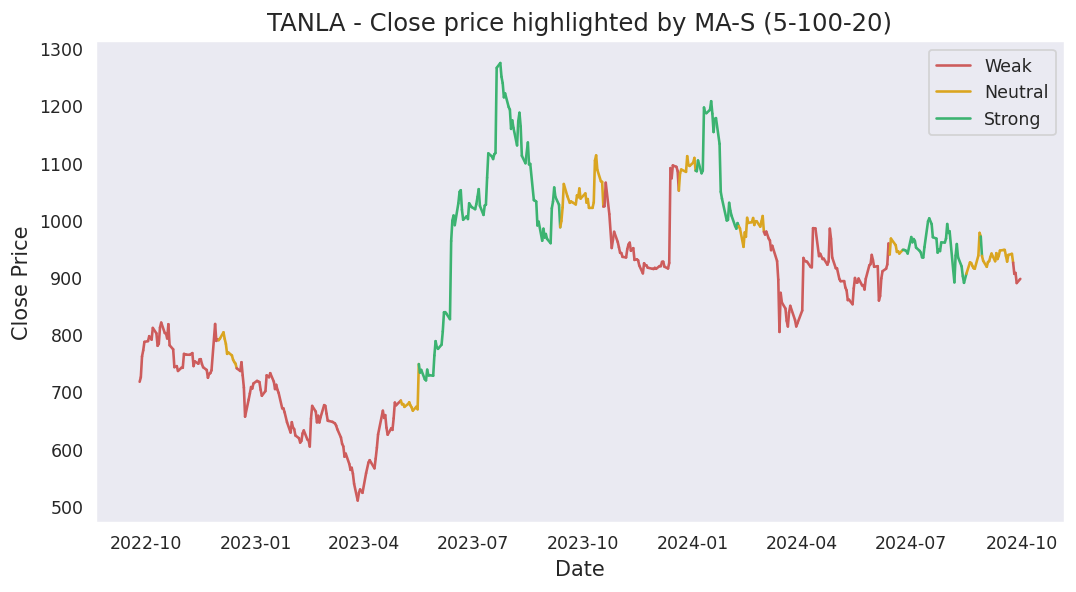 TANLA - Close price highlighted by MA-S (5-100-20)
1300
1200
1100
1000
900
800
700
600
500
Close Price
Weak
Neutral
Strong
2022-10 2023-01 2023-04 2023-07 2023-10 2024-01 2024-04 2024-07 2024-10
Date